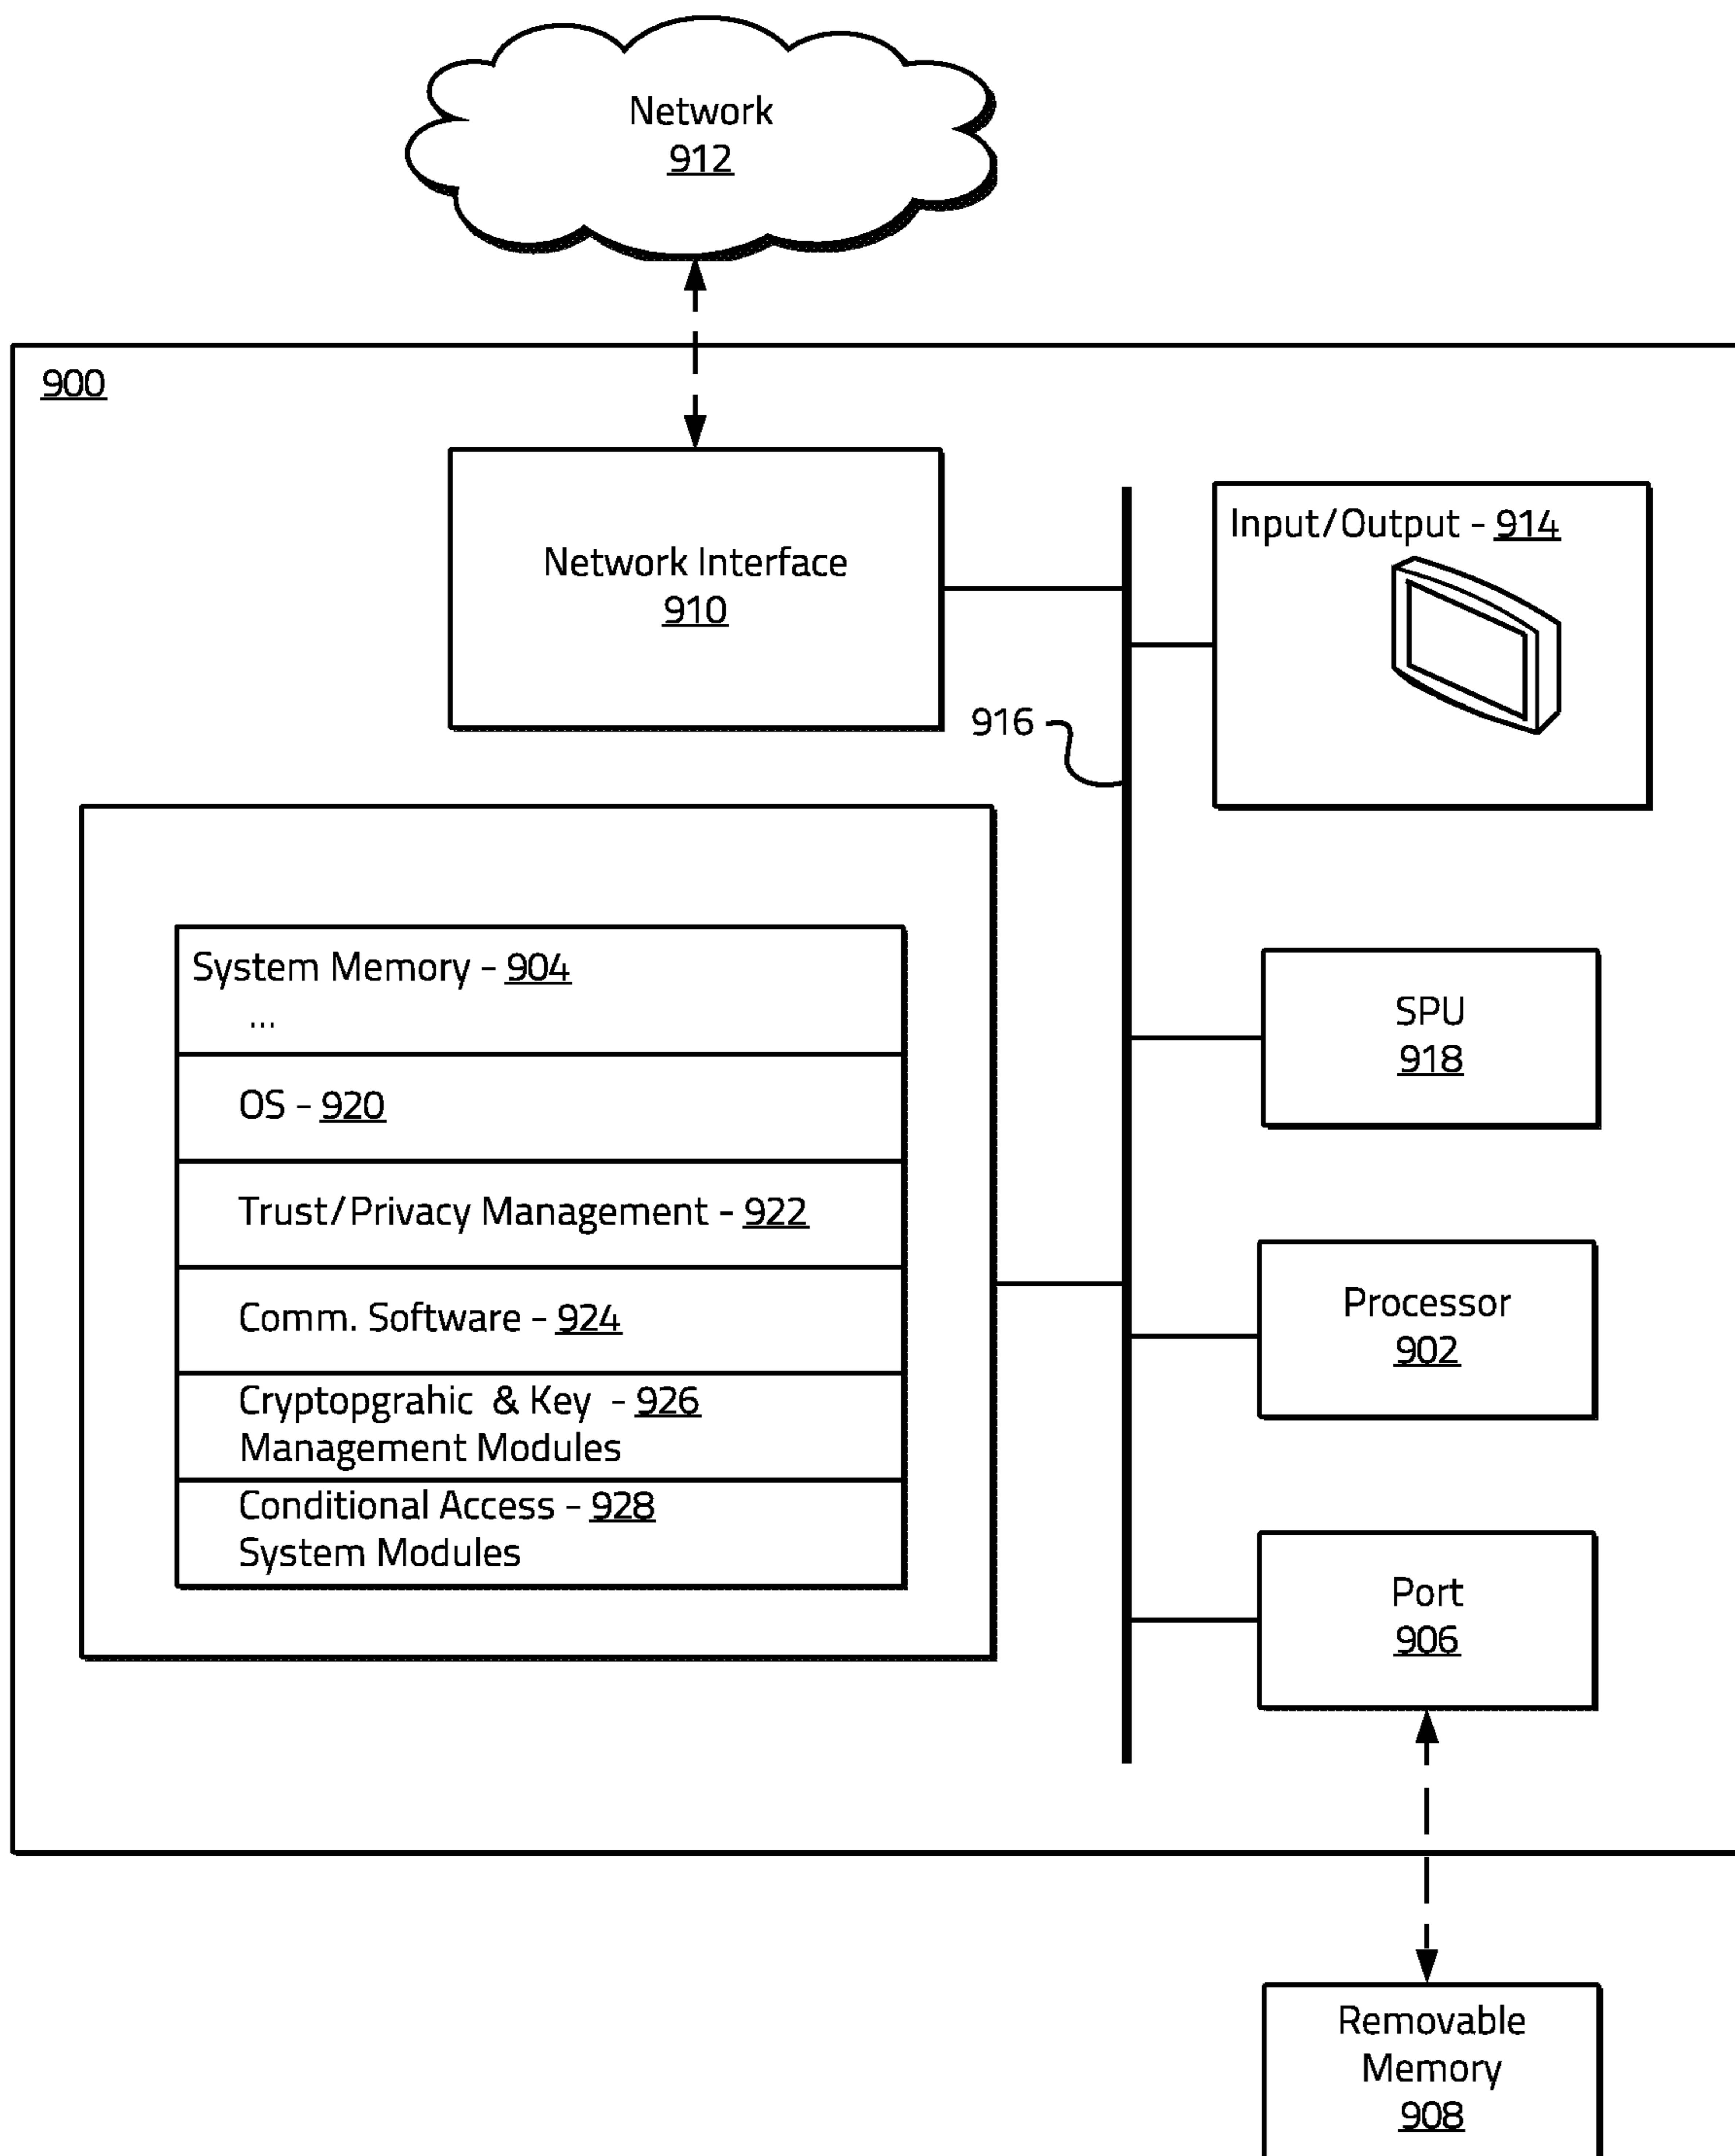 Network
912
900
Network Interface
910
Input/Output - 914
916
System Memory - 904
...
OS - 920
Trust/Privacy Management - 922
Comm. Software - 924
Cryptopgrahic & Key - 926
Management Modules
Conditional Access - 928
System Modules
SPU
918
Processor
902
Port
906
Removable
Memory
908